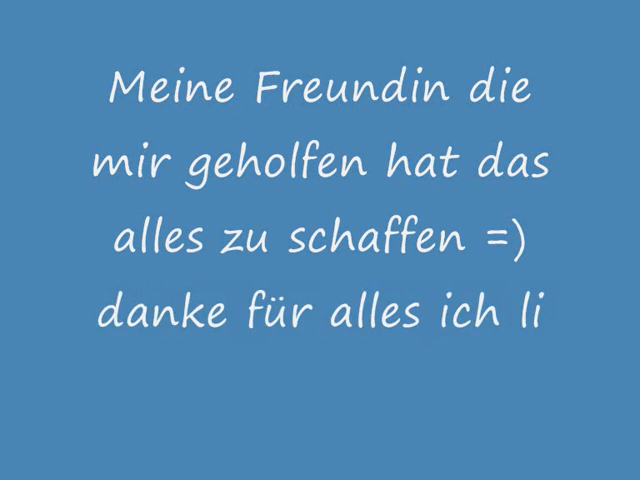 Meine Freundin die
mir geholfen hat das
alles zu schaffen =)
danke für alles ich li